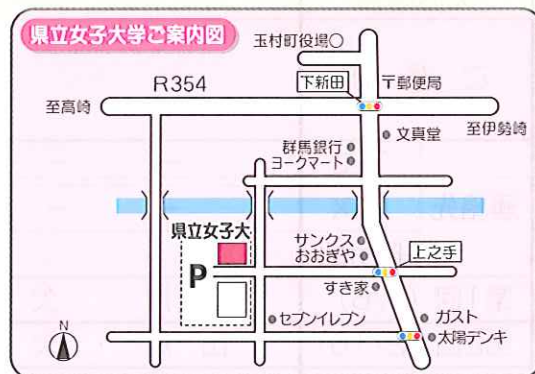 県立女子大学ご案内図
玉村町役場
R354
下新田
〒郵便局
至高崎
至伊勢崎
文真堂
群馬銀行
ヨークマート
県立女子大
P
サンクス
おおぎや
上之手
すき家
セブンイレブン
ガスト
太陽デンキ
N